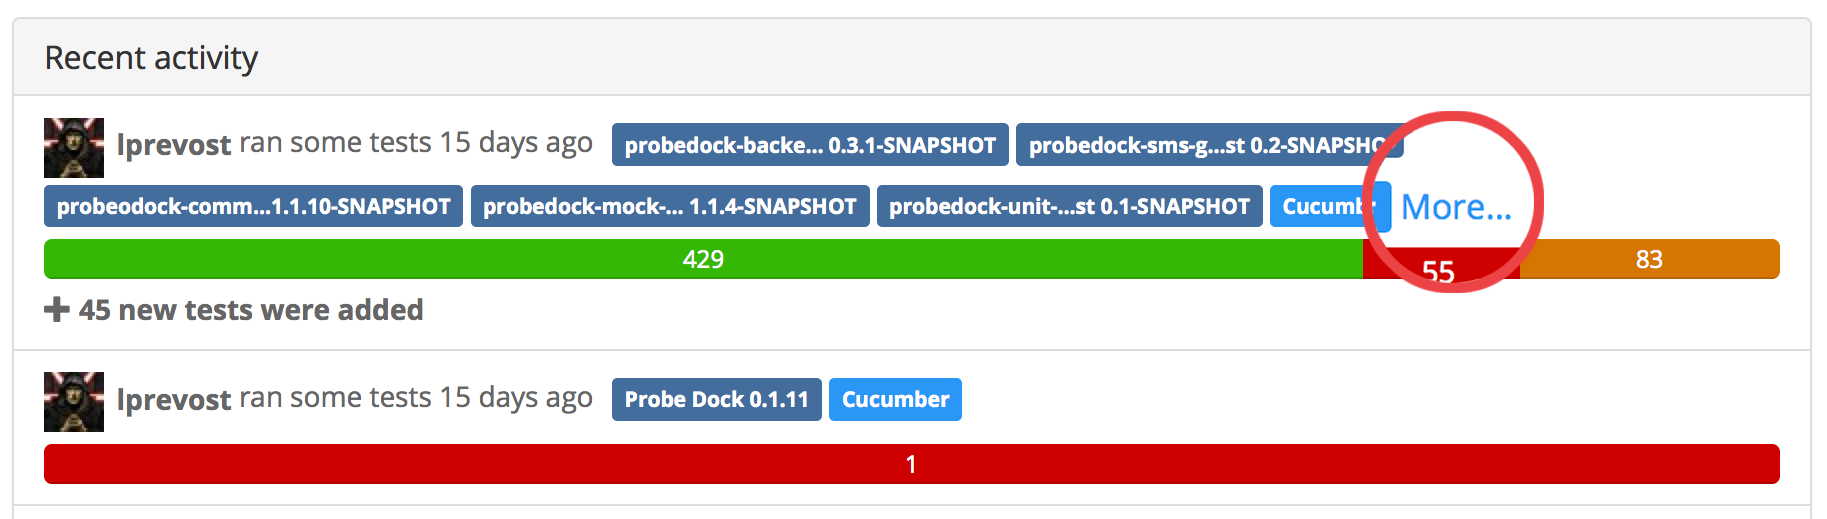 Recent activity
lprevost ran some tests 15 days ago probedock-backe... 0.3.1-SNAPSHOT probedock-sms-g...st 0.2-SNAPSHO
probeodock-comm...1.1.10-SNAPSHOT probedock-mock-... 1.1.4-SNAPSHOT probedock-unit-...st 0.1-SNAPSHOT Cucumbr More...
429 55 83
45 new tests were added
lprevost ran some tests 15 days ago Probe Dock 0.1.11 Cucumber
1